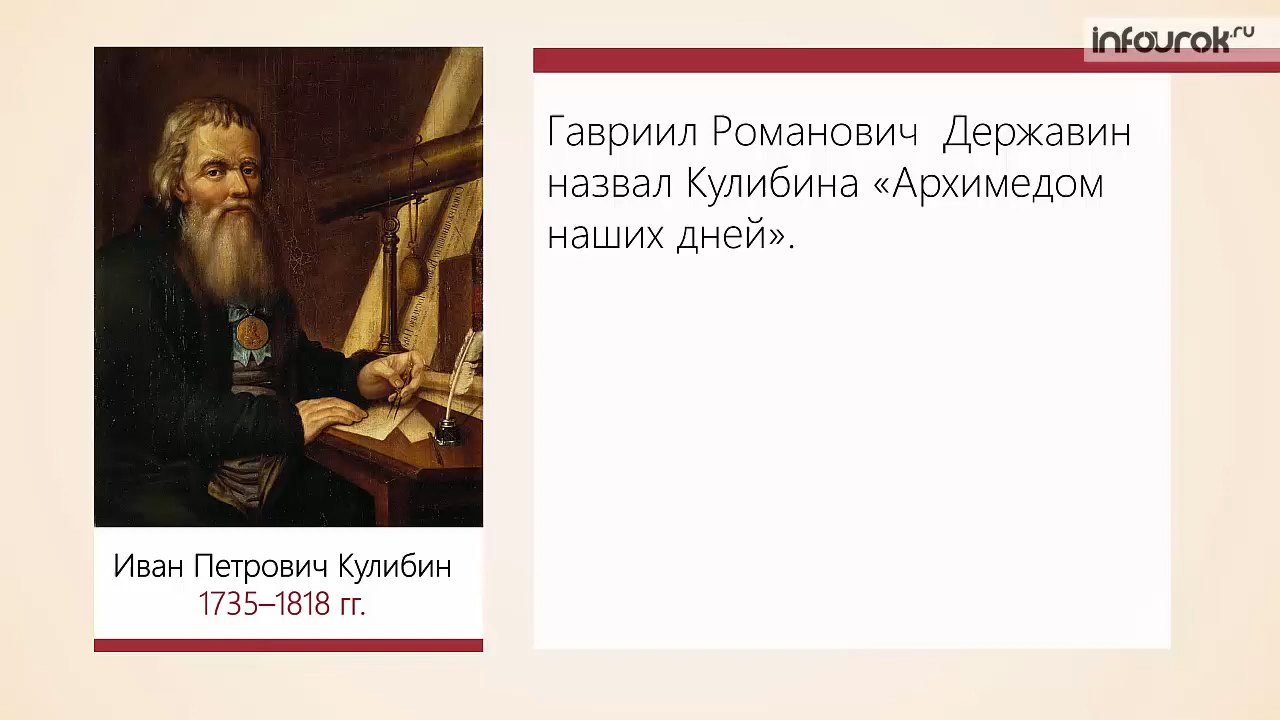 infourok.ru
Гавриил Романович Державин
назвал Кулибина «Архимедом
наших дней».
Иван Петрович Кулибин
1735–1818 гг.